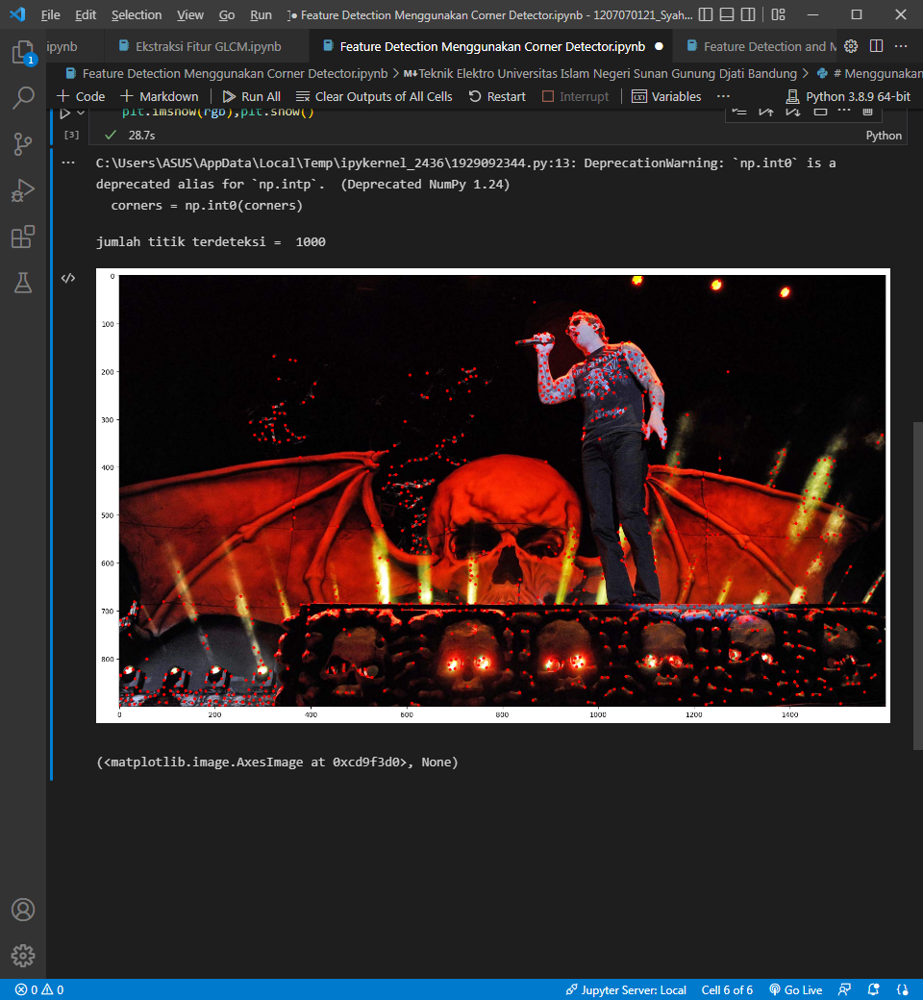 File Edit Selection View Go Run ]● Feature Detection Menggunakan Corner Detector.ipynb - 1207070121_Syah...
ipynb Ekstraksi Fitur GLCM.ipynb Feature Detection Menggunakan Corner Detector.ipynb ● Feature Detection and M
Feature Detection Menggunakan Corner Detector.ipynb > M↓Teknik Elektro Universitas Islam Negeri Sunan Gunung Djati Bandung > # Menggunakan
+ Code + Markdown Run All Clear Outputs of All Cells Restart Interrupt Variables ... Python 3.8.9 64-bit
plt.imshow(rgb),plt.show()
[3] ✓ 28.7s Python
C:\Users\ASUS\AppData\Local\Temp\ipykernel_2436\1929092344.py:13: DeprecationWarning: `np.int0` is a
deprecated alias for `np.intp`.  (Deprecated NumPy 1.24)
corners = np.int0(corners)
jumlah titik terdeteksi =  1000
0
100
200
300
400
500
600
700
800
0 200 400 600 800 1000 1200 1400
(<matplotlib.image.AxesImage at 0xcd9f3d0>, None)
1
0 0 Jupyter Server: Local Cell 6 of 6 Go Live